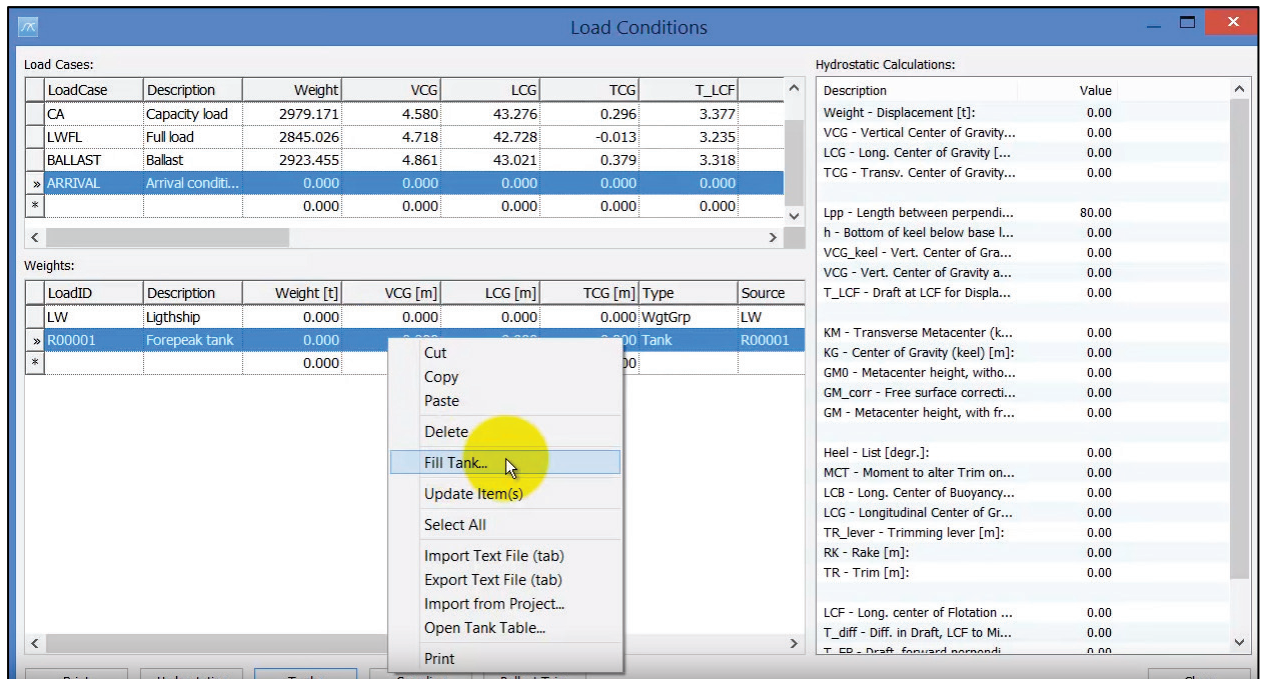 Load Conditions
Load Cases:
LoadCase Description Weight VCG LCG TCG T_LCF
CA Capacity load 2979.171 4.580 43.276 0.296 3.377
LWFL Full load 2845.026 4.718 42.728 -0.013 3.235
BALLAST Ballast 2923.455 4.861 43.021 0.379 3.318
» ARRIVAL Arrival conditi... 0.000 0.000 0.000 0.000 0.000
* 0.000 0.000 0.000 0.000 0.000
Weights:
LoadID Description Weight [t] VCG [m] LCG [m] TCG [m] Type Source
LW Ligthship 0.000 0.000 0.000 0.000 WgtGrp LW
» R00001 Forepeak tank 0.000 Tank R00001
* 0.000
Cut
Copy
Paste
Delete
Fill Tank...
Update Item(s)
Select All
Import Text File (tab)
Export Text File (tab)
Import from Project...
Open Tank Table...
Print
Hydrostatic Calculations:
Description Value
Weight - Displacement [t]: 0.00
VCG - Vertical Center of Gravity... 0.00
LCG - Long. Center of Gravity [... 0.00
TCG - Transv. Center of Gravity... 0.00
Lpp - Length between perpendi... 80.00
h - Bottom of keel below base l... 0.00
VCG_keel - Vert. Center of Gra... 0.00
VCG - Vert. Center of Gravity a... 0.00
T_LCF - Draft at LCF for Displa... 0.00
KM - Transverse Metacenter (k... 0.00
KG - Center of Gravity (keel) [m]: 0.00
GM0 - Metacenter height, witho... 0.00
GM_corr - Free surface correcti... 0.00
GM - Metacenter height, with fr... 0.00
Heel - List [degr.]: 0.00
MCT - Moment to alter Trim on... 0.00
LCB - Long. Center of Buoyancy... 0.00
LCG - Longitudinal Center of Gr... 0.00
TR_lever - Trimming lever [m]: 0.00
RK - Rake [m]: 0.00
TR - Trim [m]: 0.00
LCF - Long. center of Flotation ... 0.00
T_diff - Diff. in Draft, LCF to Mi... 0.00